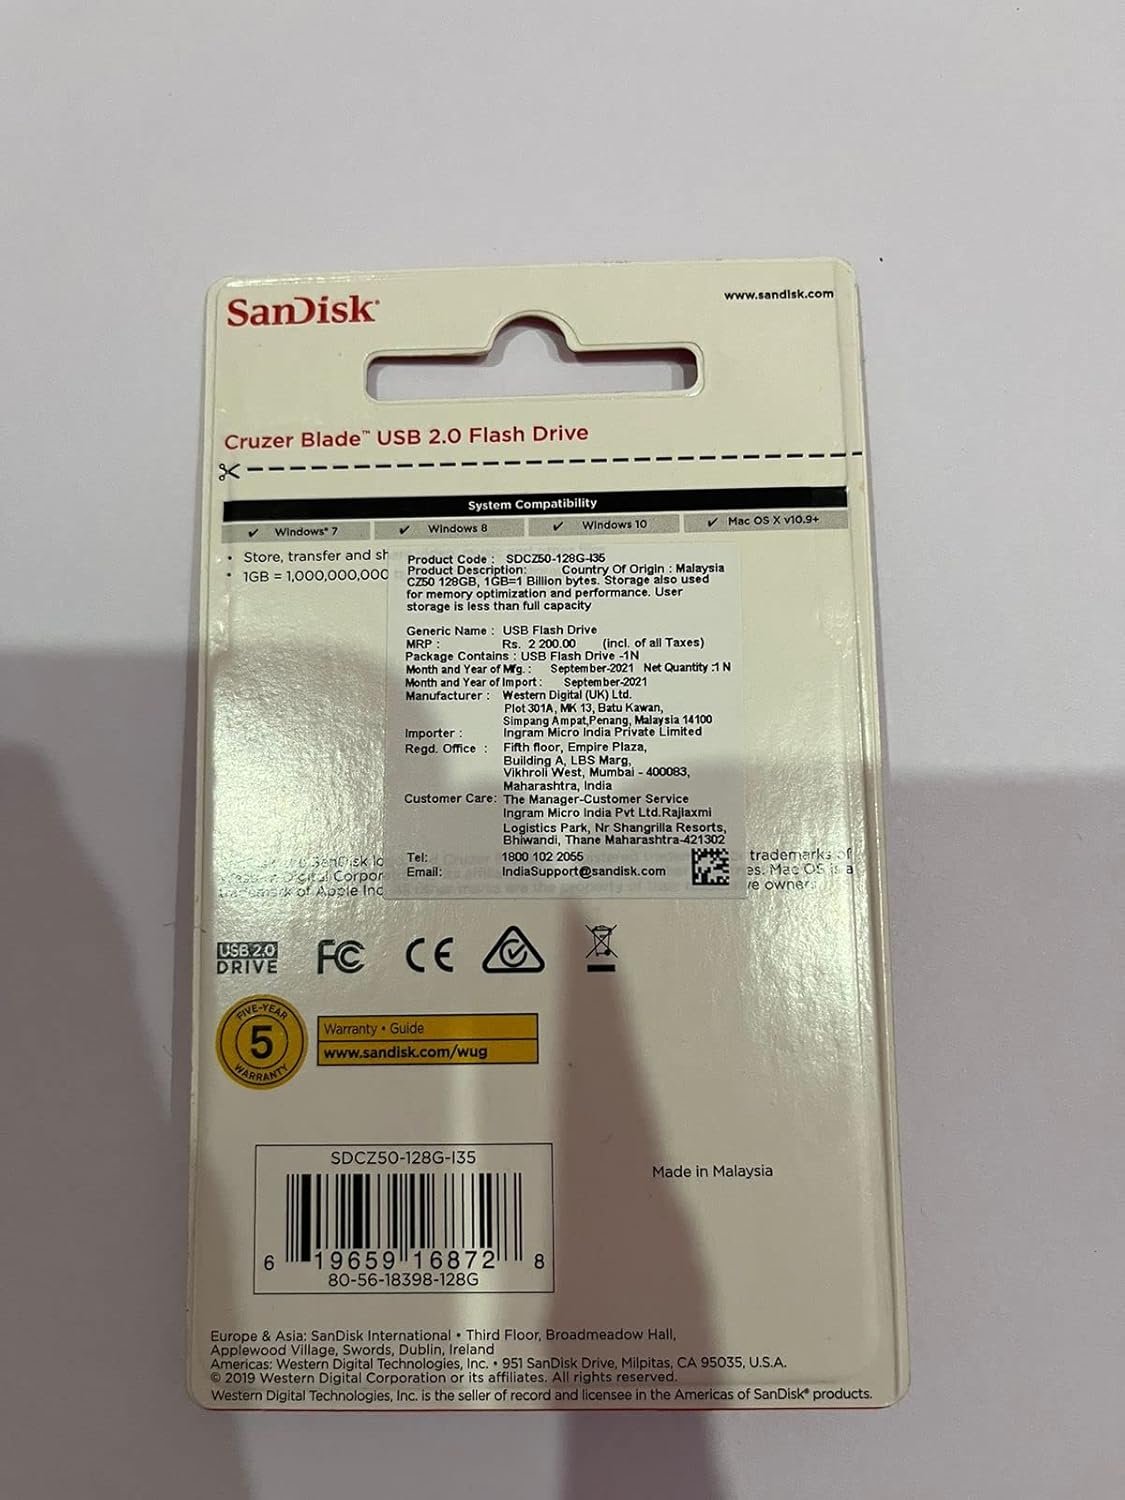 SanDisk®
www.sandisk.com
Cruzer Blade™ USB 2.0 Flash Drive
System Compatibility
✓ Windows® 7 ✓ Windows 8 ✓ Windows 10 ✓ Mac OS X v10.9+
• Store, transfer and sh
• 1GB = 1,000,000,000
Product Code : SDCZ50-128G-I35
Product Description: Country Of Origin : Malaysia
CZ50 128GB, 1GB=1 Billion bytes. Storage also used
for memory optimization and performance. User
storage is less than full capacity
Generic Name : USB Flash Drive
MRP : Rs. 2 200.00 (incl. of all Taxes)
Package Contains : USB Flash Drive -1N
Month and Year of Mfg. : September-2021 Net Quantity :1 N
Month and Year of Import : September-2021
Manufacturer : Western Digital (UK) Ltd.
Plot 301A, MK 13, Batu Kawan,
Simpang Ampat,Penang, Malaysia 14100
Importer : Ingram Micro India Private Limited
Regd. Office : Fifth floor, Empire Plaza,
Building A, LBS Marg,
Vikhroli West, Mumbai - 400083,
Maharashtra, India
Customer Care: The Manager-Customer Service
Ingram Micro India Pvt Ltd.Rajlaxmi
Logistics Park, Nr Shangrilla Resorts,
Bhiwandi, Thane Maharashtra-421302
Tel: 1800 102 2055
Email: IndiaSupport@sandisk.com
SanDisk trademarks of
Digital Corpor Mac OS is a
trademark of Apple Inc owner
USB 2.0
DRIVE
FC CE
FIVE-YEAR
5
WARRANTY
Warranty • Guide
www.sandisk.com/wug
SDCZ50-128G-I35
6 19659 16872 8
80-56-18398-128G
Made in Malaysia
Europe & Asia: SanDisk International • Third Floor, Broadmeadow Hall,
Applewood Village, Swords, Dublin, Ireland
Americas: Western Digital Technologies, Inc. • 951 SanDisk Drive, Milpitas, CA 95035, U.S.A.
© 2019 Western Digital Corporation or its affiliates. All rights reserved.
Western Digital Technologies, Inc. is the seller of record and licensee in the Americas of SanDisk® products.